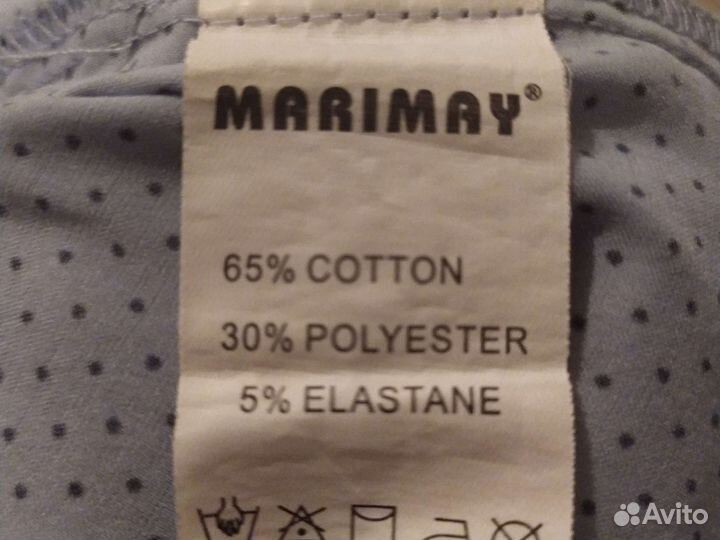 MARIMAY®
65% COTTON
30% POLYESTER
5% ELASTANE
Avito